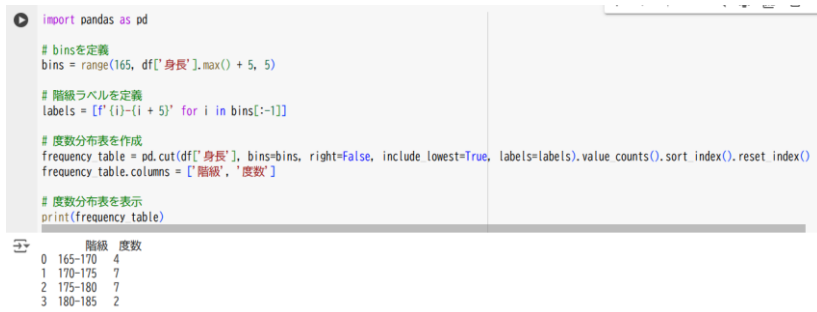 import pandas as pd
# binsを定義
bins = range(165, df['身長'].max() + 5, 5)
# 階級ラベルを定義
labels = [f'{i}-{i + 5}' for i in bins[:-1]]
# 度数分布表を作成
frequency_table = pd.cut(df['身長'], bins=bins, right=False, include_lowest=True, labels=labels).value_counts().sort_index().reset_index()
frequency_table.columns = ['階級', '度数']
# 度数分布表を表示
print(frequency_table)
階級 度数
0 165-170 4
1 170-175 7
2 175-180 7
3 180-185 2